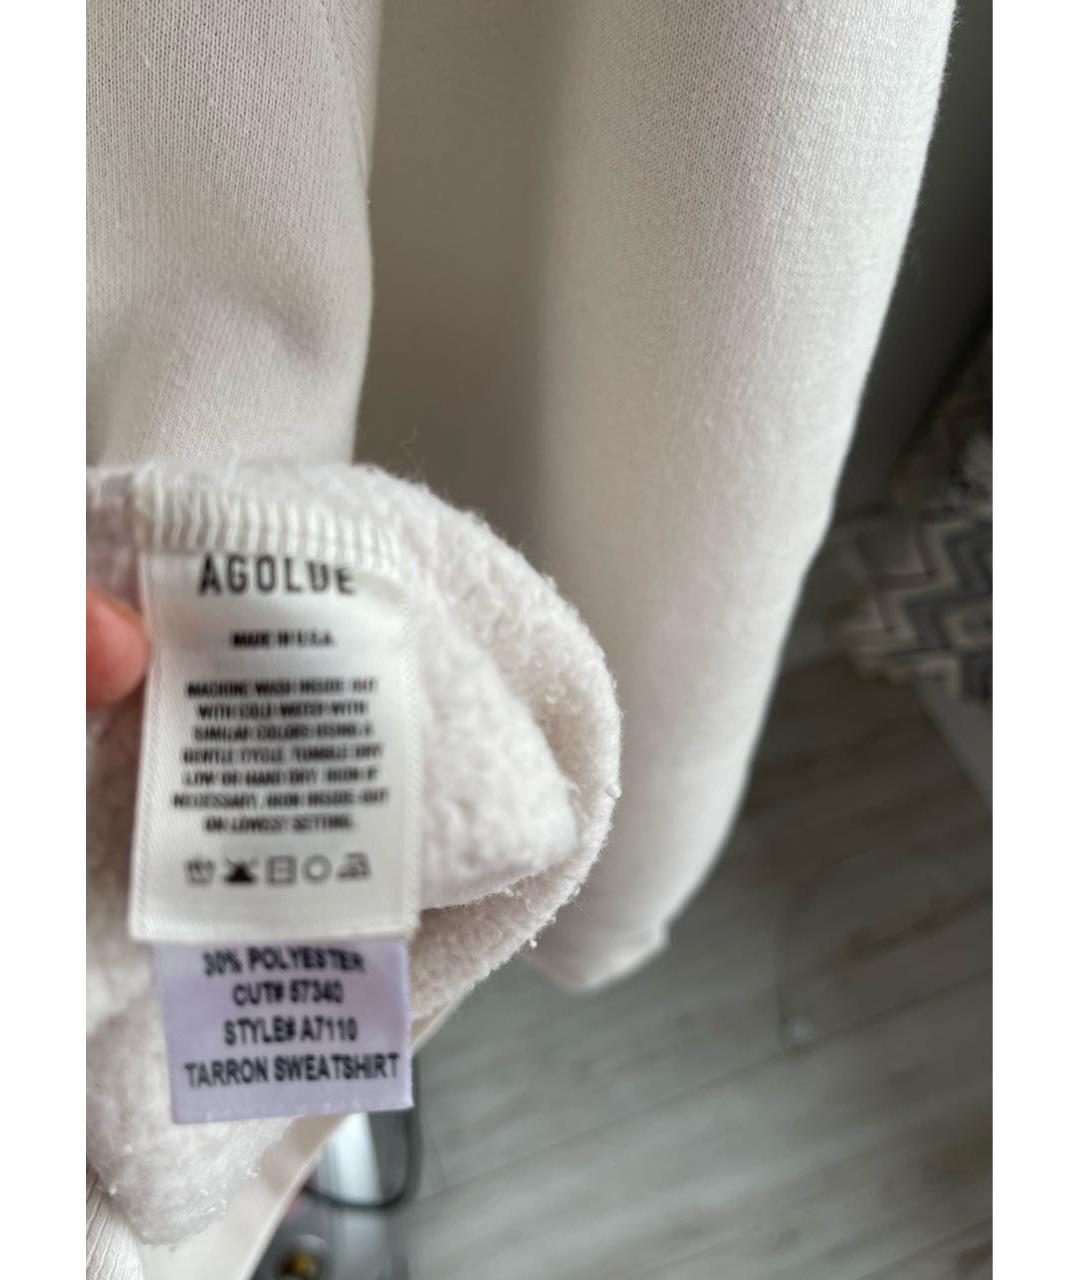 AGOLDE
MADE IN U.S.A.
MACHINE WASH INSIDE OUT
WITH COLD WATER WITH
SIMILAR COLORS USING A
GENTLE CYCLE. TUMBLE DRY
LOW OR HANG DRY. IRON IF
NECESSARY, IRON INSIDE OUT
ON LOWEST SETTING.
30% POLYESTER
CUT# 57340
STYLE# A7110
TARRON SWEATSHIRT